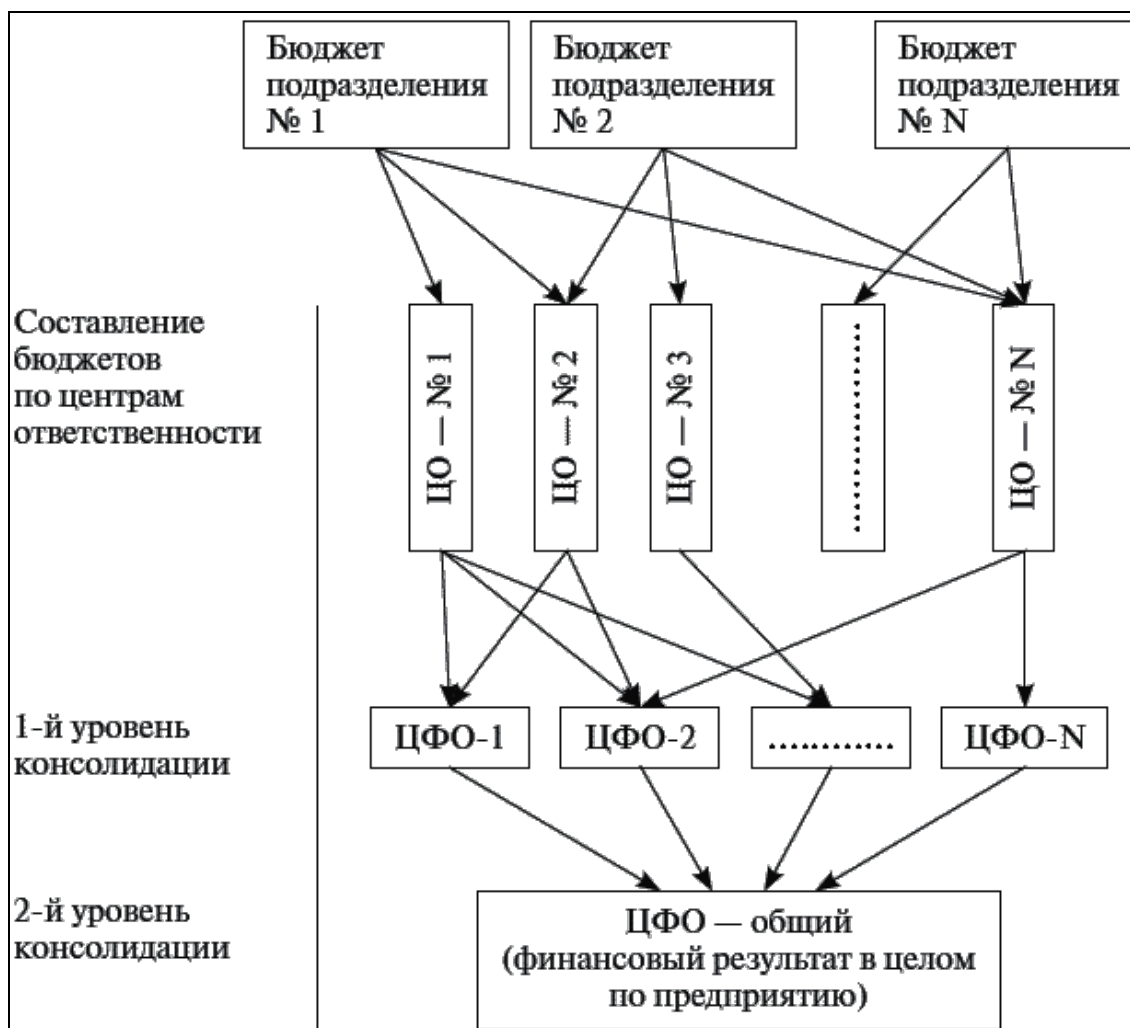 Бюджет
подразделения
№ 1
Бюджет
подразделения
№ 2
Бюджет
подразделения
№ N
Составление
бюджетов
по центрам
ответственности
ЦО — № 1
ЦО — № 2
ЦО — № 3
....................
ЦО — № N
1-й уровень
консолидации
ЦФО-1
ЦФО-2
.............
ЦФО-N
2-й уровень
консолидации
ЦФО — общий
(финансовый результат в целом
по предприятию)